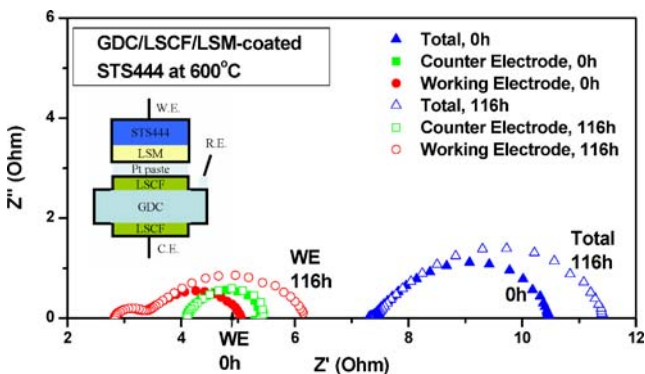 GDC/LSCF/LSM-coated
STS444 at 600°C
Total, 0h
Counter Electrode, 0h
Working Electrode, 0h
Total, 116h
Counter Electrode, 116h
Working Electrode, 116h
W.E.
STS444
LSM
Pt paste
R.E.
LSCF
GDC
LSCF
C.E.
WE
116h
Total
116h
0h
WE
0h
6
4
2
0
2
4
6
8
10
12
Z'' (Ohm)
Z' (Ohm)